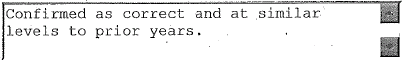 Confirmed as correct and at similar
levels to prior years.